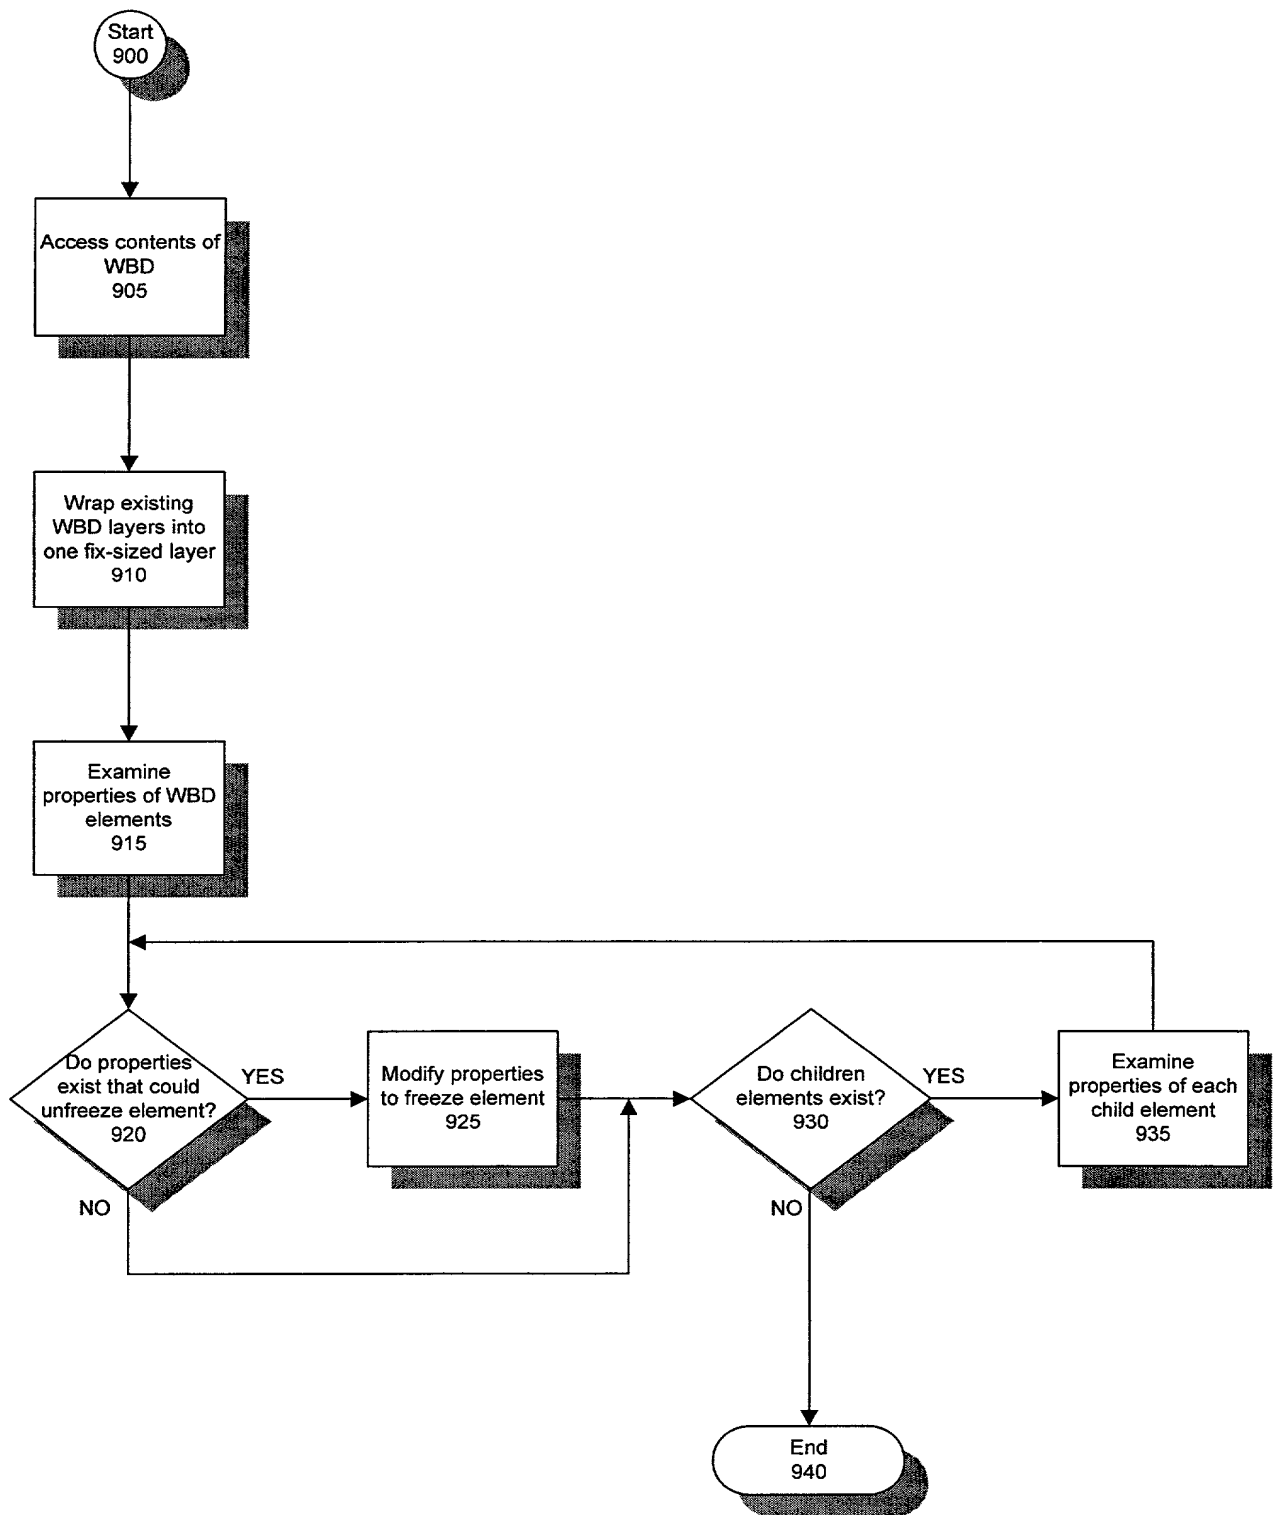 Start
900
Access contents of
WBD
905
Wrap existing
WBD layers into
one fix-sized layer
910
Examine
properties of WBD
elements
915
Do properties
exist that could
unfreeze element?
920
YES
NO
Modify properties
to freeze element
925
Do children
elements exist?
930
YES
NO
Examine
properties of each
child element
935
End
940